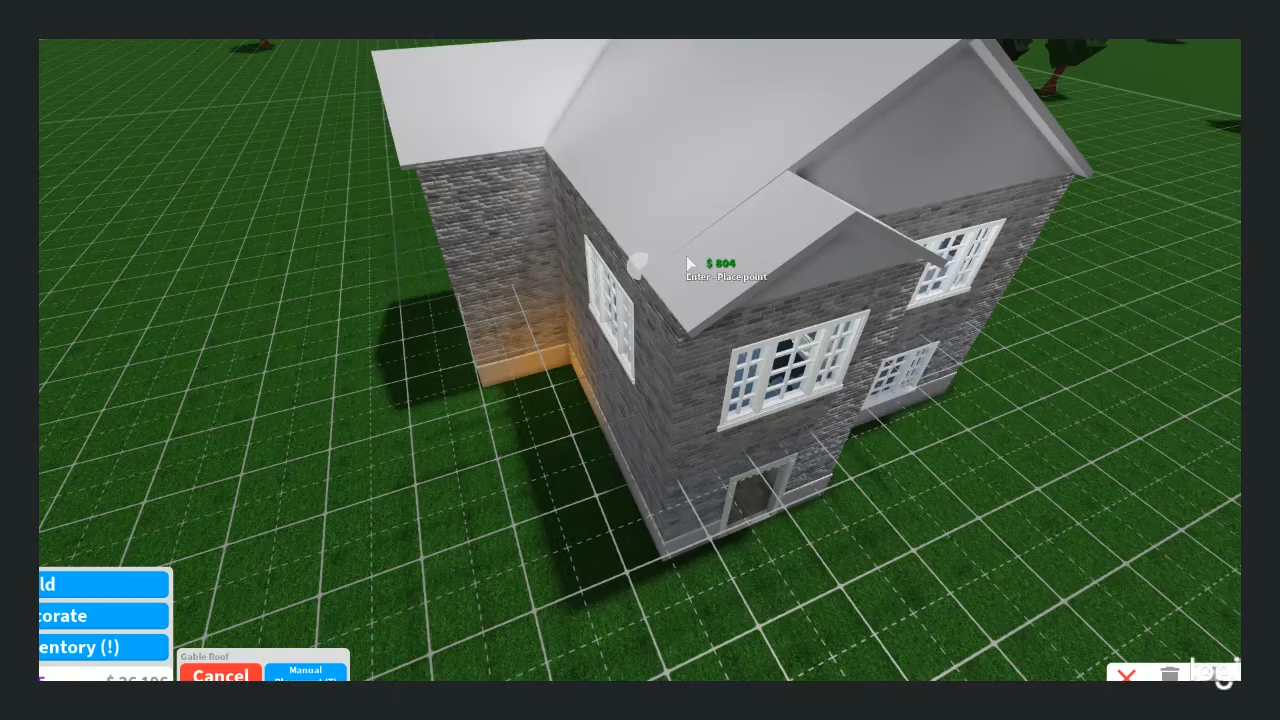 $ 804
Enter - Place point
ld
corate
entory (!)
Gable Roof
Cancel
Manual